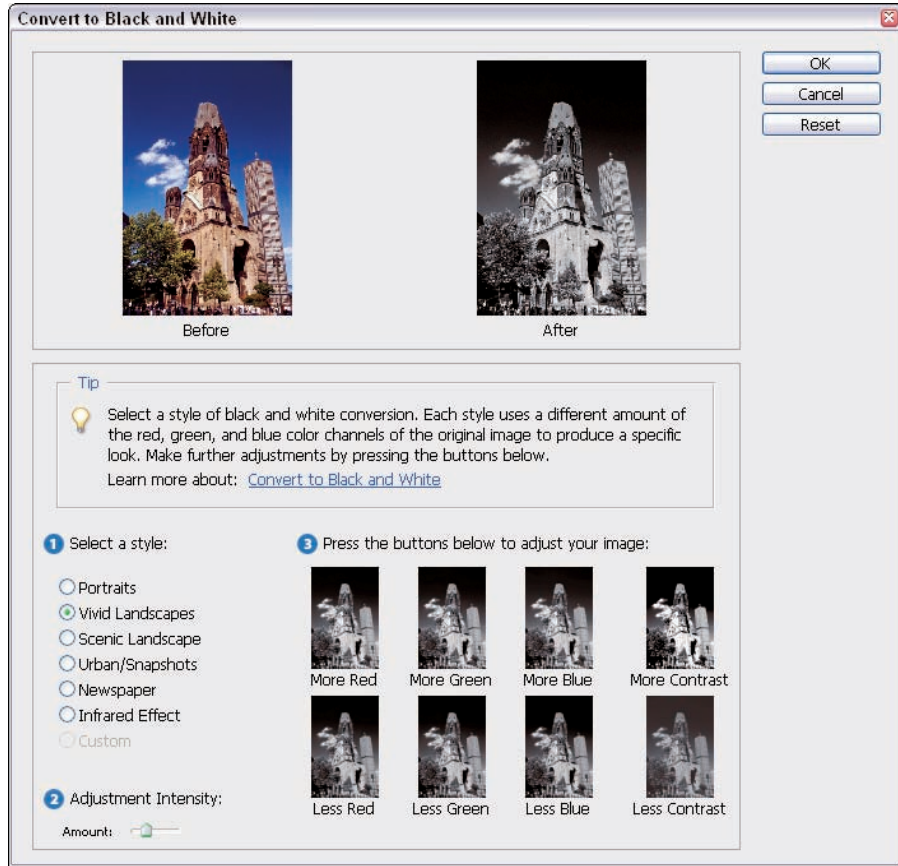 Convert to Black and White
OK
Cancel
Reset
Before
After
Tip
Select a style of black and white conversion. Each style uses a different amount of
the red, green, and blue color channels of the original image to produce a specific
look. Make further adjustments by pressing the buttons below.
Learn more about: Convert to Black and White
1 Select a style:
Portraits
Vivid Landscapes
Scenic Landscape
Urban/Snapshots
Newspaper
Infrared Effect
Custom
2 Adjustment Intensity:
Amount:
3 Press the buttons below to adjust your image:
More Red
More Green
More Blue
More Contrast
Less Red
Less Green
Less Blue
Less Contrast